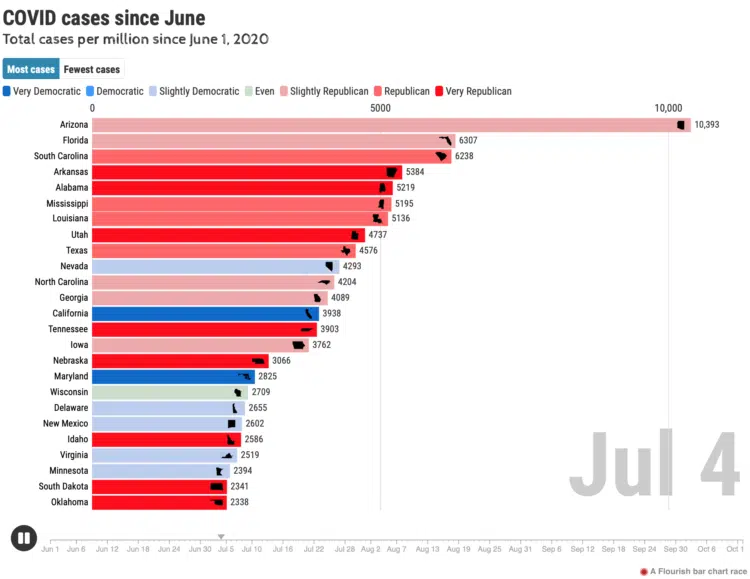 COVID cases since June
Total cases per million since June 1, 2020
Most cases Fewest cases
Very Democratic Democratic Slightly Democratic Even Slightly Republican Republican Very Republican
0 5000 10,000
Arizona 10,393
Florida 6307
South Carolina 6238
Arkansas 5384
Alabama 5219
Mississippi 5195
Louisiana 5136
Utah 4737
Texas 4576
Nevada 4293
North Carolina 4204
Georgia 4089
California 3938
Tennessee 3903
Iowa 3762
Nebraska 3066
Maryland 2825
Wisconsin 2709
Delaware 2655
New Mexico 2602
Idaho 2586
Virginia 2519
Minnesota 2394
South Dakota 2341
Oklahoma 2338
Jul 4
Jun 1 Jun 6 Jun 12 Jun 18 Jun 24 Jun 30 Jul 5 Jul 10 Jul 16 Jul 22 Jul 28 Aug 2 Aug 7 Aug 13 Aug 19 Aug 25 Aug 31 Sep 6 Sep 12 Sep 18 Sep 24 Sep 30 Oct 6 Oct 1
A Flourish bar chart race